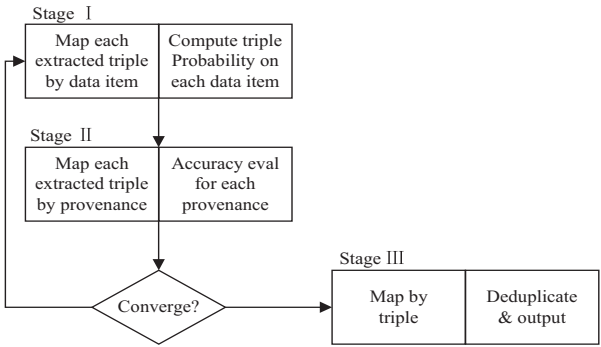 Stage Ⅰ
Map each
extracted triple
by data item
Compute triple
Probability on
each data item
Stage Ⅱ
Map each
extracted triple
by provenance
Accuracy eval
for each
provenance
Converge?
Stage Ⅲ
Map by
triple
Deduplicate
& output